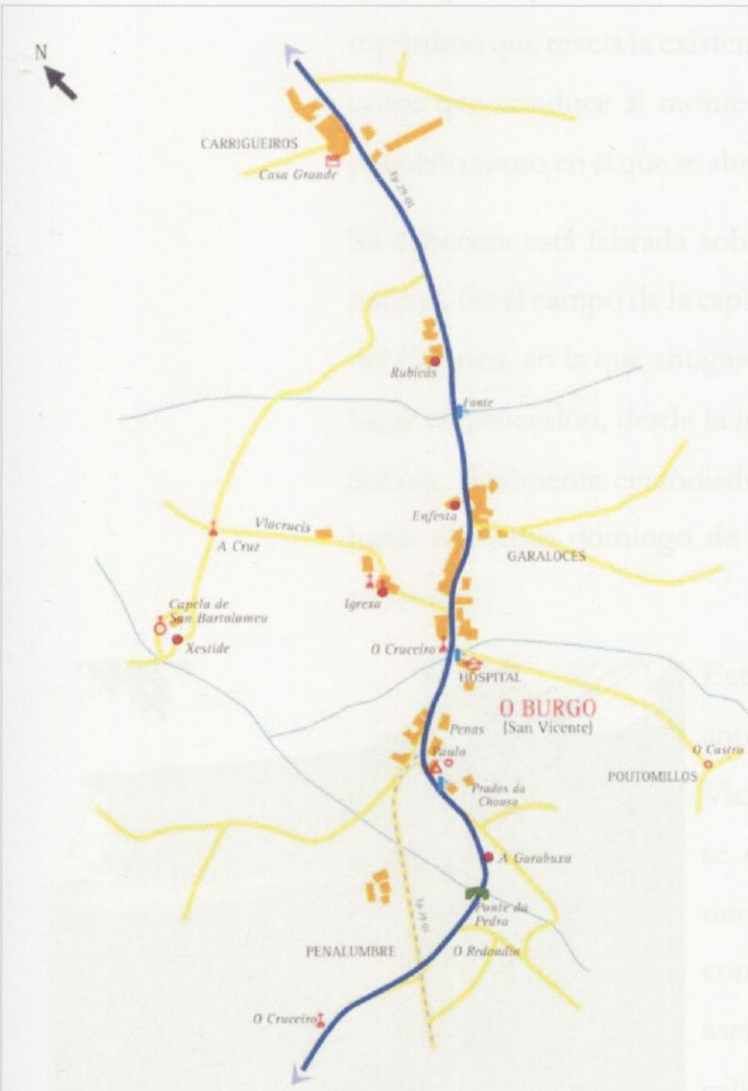 N
CARRIGUEIROS
Casa Grande
Rubicós
Fonte
Enfesta
Víacrucis
A Cruz
GARALOCES
Igrexa
Capela de
San Bartolomeu
Xestide
O Cruceiro
HOSPITAL
O BURGO
(San Vicente)
Penas
Paulo
O Castro
POUTOMILLOS
Prados da
Chousa
A Garabuxa
Ponte da
Pedra
PENALUMBRE
O Redondín
O Cruceiro